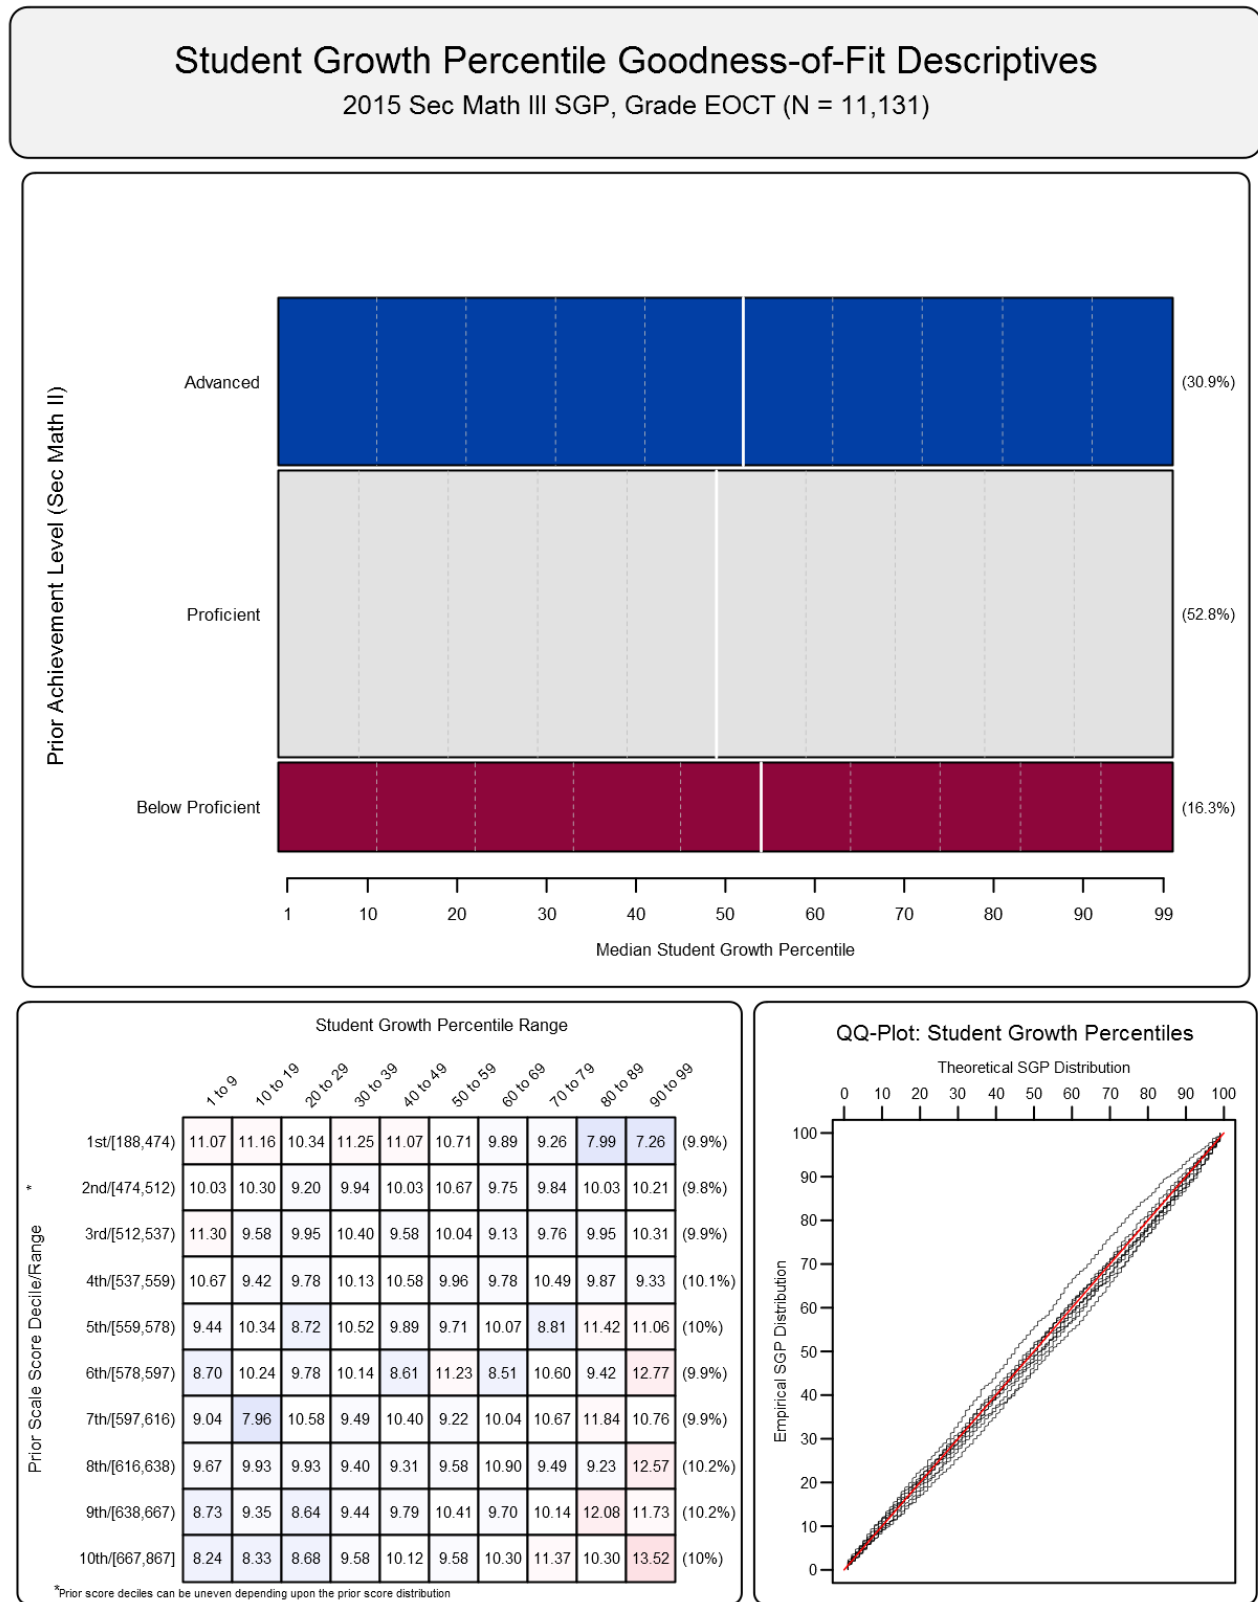 Student Growth Percentile Goodness-of-Fit Descriptives
2015 Sec Math III SGP, Grade EOCT (N = 11,131)
Prior Achievement Level (Sec Math II)
Advanced
(30.9%)
Proficient
(52.8%)
Below Proficient
(16.3%)
1 10 20 30 40 50 60 70 80 90 99
Median Student Growth Percentile
Student Growth Percentile Range
1 to 9 10 to 19 20 to 29 30 to 39 40 to 49 50 to 59 60 to 69 70 to 79 80 to 89 90 to 99
Prior Scale Score Decile/Range *
1st/[188,474) 11.07 11.16 10.34 11.25 11.07 10.71 9.89 9.26 7.99 7.26 (9.9%)
2nd/[474,512) 10.03 10.30 9.20 9.94 10.03 10.67 9.75 9.84 10.03 10.21 (9.8%)
3rd/[512,537) 11.30 9.58 9.95 10.40 9.58 10.04 9.13 9.76 9.95 10.31 (9.9%)
4th/[537,559) 10.67 9.42 9.78 10.13 10.58 9.96 9.78 10.49 9.87 9.33 (10.1%)
5th/[559,578) 9.44 10.34 8.72 10.52 9.89 9.71 10.07 8.81 11.42 11.06 (10%)
6th/[578,597) 8.70 10.24 9.78 10.14 8.61 11.23 8.51 10.60 9.42 12.77 (9.9%)
7th/[597,616) 9.04 7.96 10.58 9.49 10.40 9.22 10.04 10.67 11.84 10.76 (9.9%)
8th/[616,638) 9.67 9.93 9.93 9.40 9.31 9.58 10.90 9.49 9.23 12.57 (10.2%)
9th/[638,667) 8.73 9.35 8.64 9.44 9.79 10.41 9.70 10.14 12.08 11.73 (10.2%)
10th/[667,867] 8.24 8.33 8.68 9.58 10.12 9.58 10.30 11.37 10.30 13.52 (10%)
*Prior score deciles can be uneven depending upon the prior score distribution
QQ-Plot: Student Growth Percentiles
Theoretical SGP Distribution
0 10 20 30 40 50 60 70 80 90 100
Empirical SGP Distribution
100
90
80
70
60
50
40
30
20
10
0